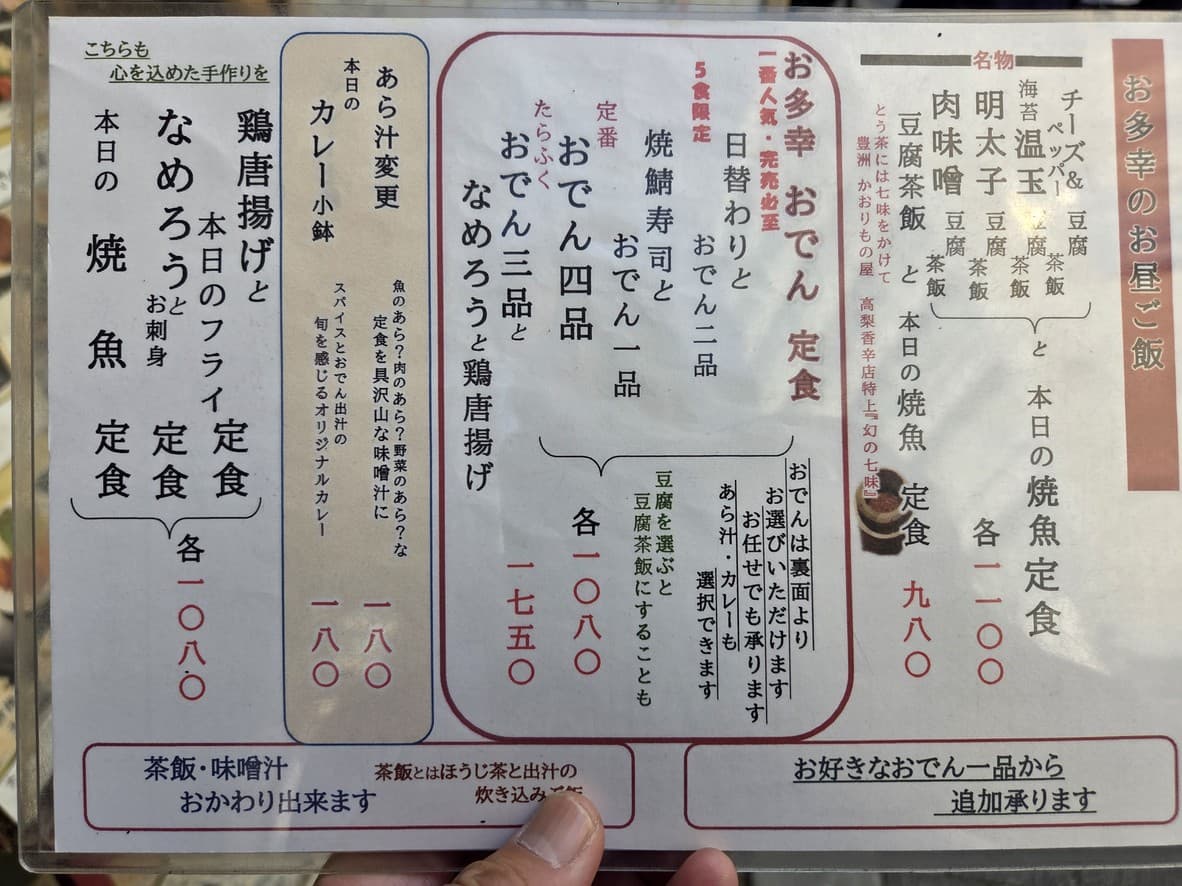 お多幸のお昼ご飯
名物
チーズ&ペッパー 豆腐茶飯
海苔温玉 豆腐茶飯
明太子 豆腐茶飯
肉味噌 豆腐茶飯
と 本日の焼魚定食
各 一一〇〇
豆腐茶飯 と 本日の焼魚 定食 九八〇
とう茶には七味をかけて
豊洲 かおりもの屋 高梨香辛店特上『幻の七味』
お多幸 おでん 定食
一番人気・完売必至
日替わりと
おでん二品
5食限定
焼鯖寿司と
おでん一品
定番
おでん四品
各一〇八〇
おでんは裏面より
お選びいただけます
お任せでも承ります
あら汁・カレーも
選択できます
豆腐を選ぶと
豆腐茶飯にすることも
たらふく
おでん三品と
なめろうと鶏唐揚げ
一七五〇
あら汁変更
魚のあら?肉のあら?野菜のあら?な
定食を具沢山な味噌汁に
一八〇
本日の
カレー小鉢
スパイスとおでん出汁の
旬を感じるオリジナルカレー
一八〇
こちらも
心を込めた手作りを
鶏唐揚げと
本日のフライ 定食
なめろうと
お刺身 定食
本日の 焼魚 定食
各一〇八〇
お好きなおでん一品から
追加承ります
茶飯・味噌汁
おかわり出来ます
茶飯とはほうじ茶と出汁の
炊き込み